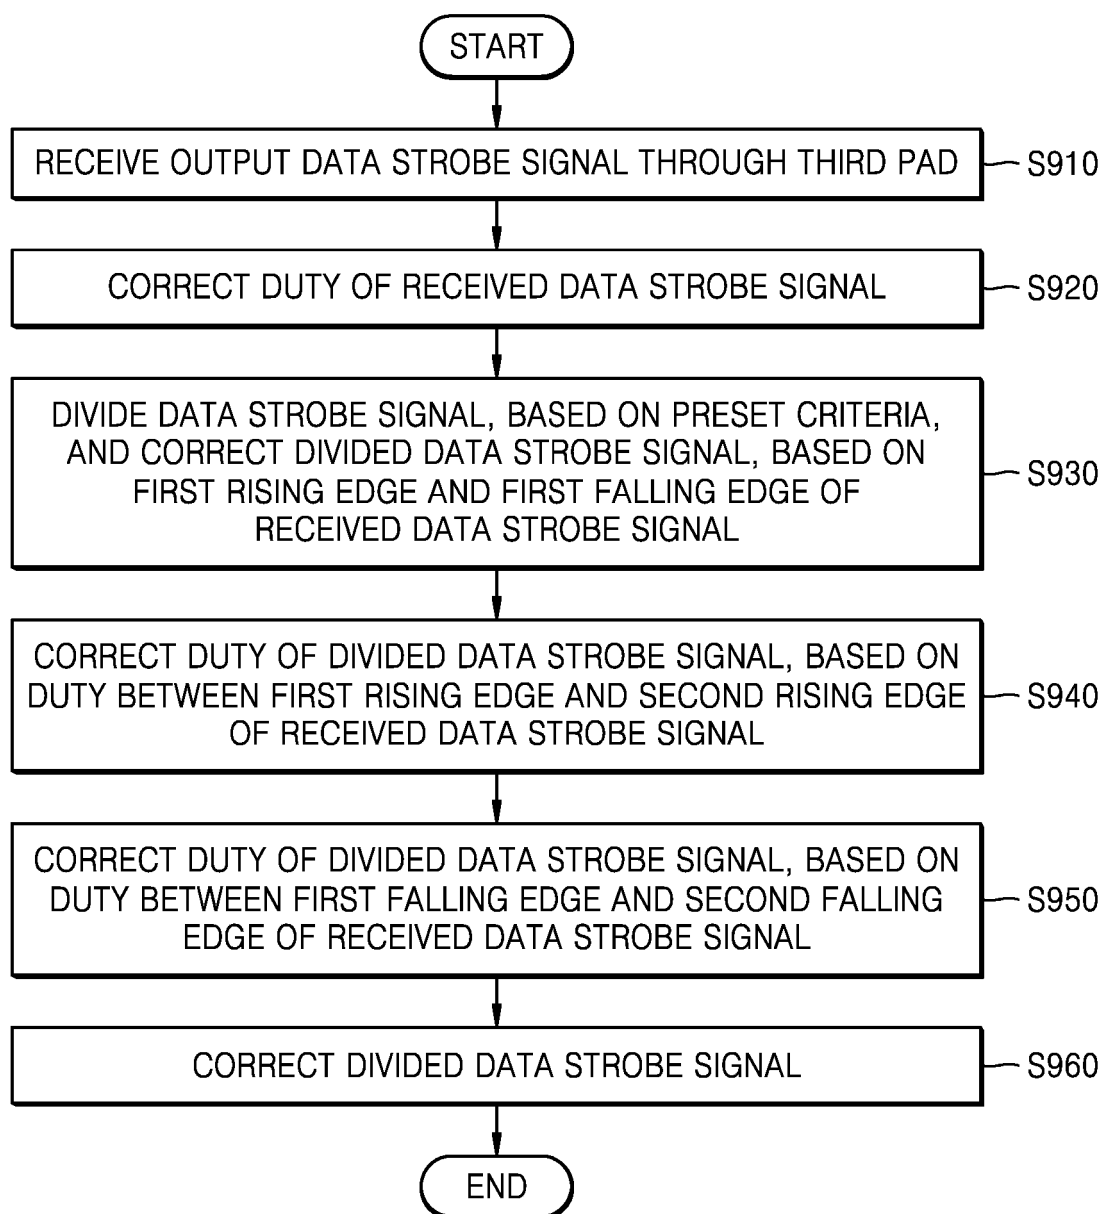 START
RECEIVE OUTPUT DATA STROBE SIGNAL THROUGH THIRD PAD
S910
CORRECT DUTY OF RECEIVED DATA STROBE SIGNAL
S920
DIVIDE DATA STROBE SIGNAL, BASED ON PRESET CRITERIA,
AND CORRECT DIVIDED DATA STROBE SIGNAL, BASED ON
FIRST RISING EDGE AND FIRST FALLING EDGE OF
RECEIVED DATA STROBE SIGNAL
S930
CORRECT DUTY OF DIVIDED DATA STROBE SIGNAL, BASED ON
DUTY BETWEEN FIRST RISING EDGE AND SECOND RISING EDGE
OF RECEIVED DATA STROBE SIGNAL
S940
CORRECT DUTY OF DIVIDED DATA STROBE SIGNAL, BASED ON
DUTY BETWEEN FIRST FALLING EDGE AND SECOND FALLING
EDGE OF RECEIVED DATA STROBE SIGNAL
S950
CORRECT DIVIDED DATA STROBE SIGNAL
S960
END